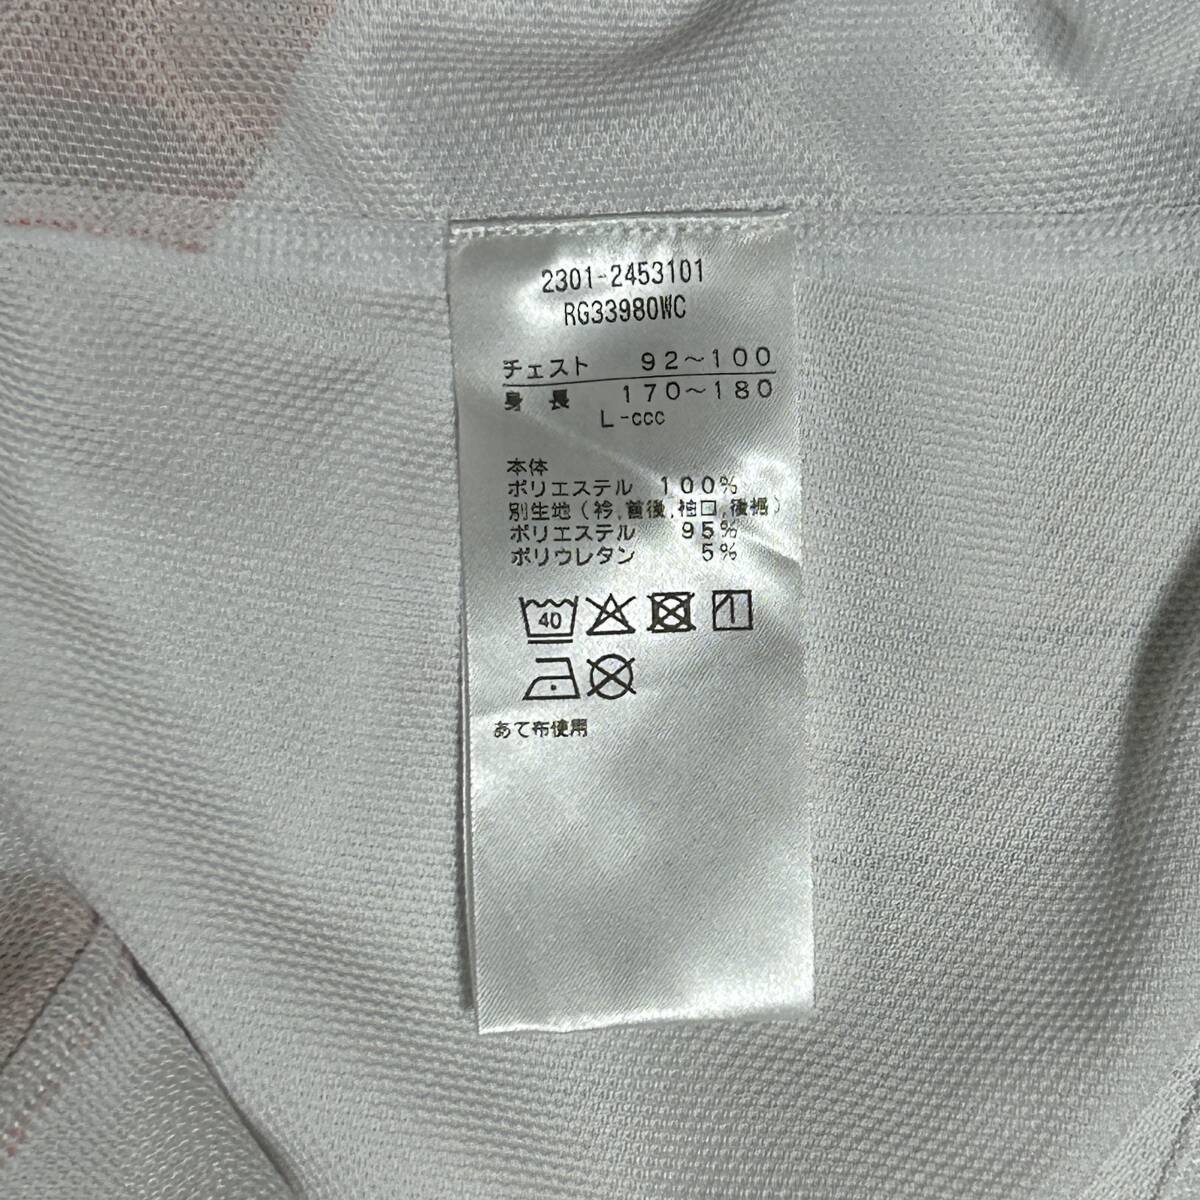 2301-2453101
RG33980WC
チェスト 92～100
身長 170～180
L-ccc
本体
ポリエステル 100%
別生地(衿,首後,袖口,後裾)
ポリエステル 95%
ポリウレタン 5%
40
あて布使用